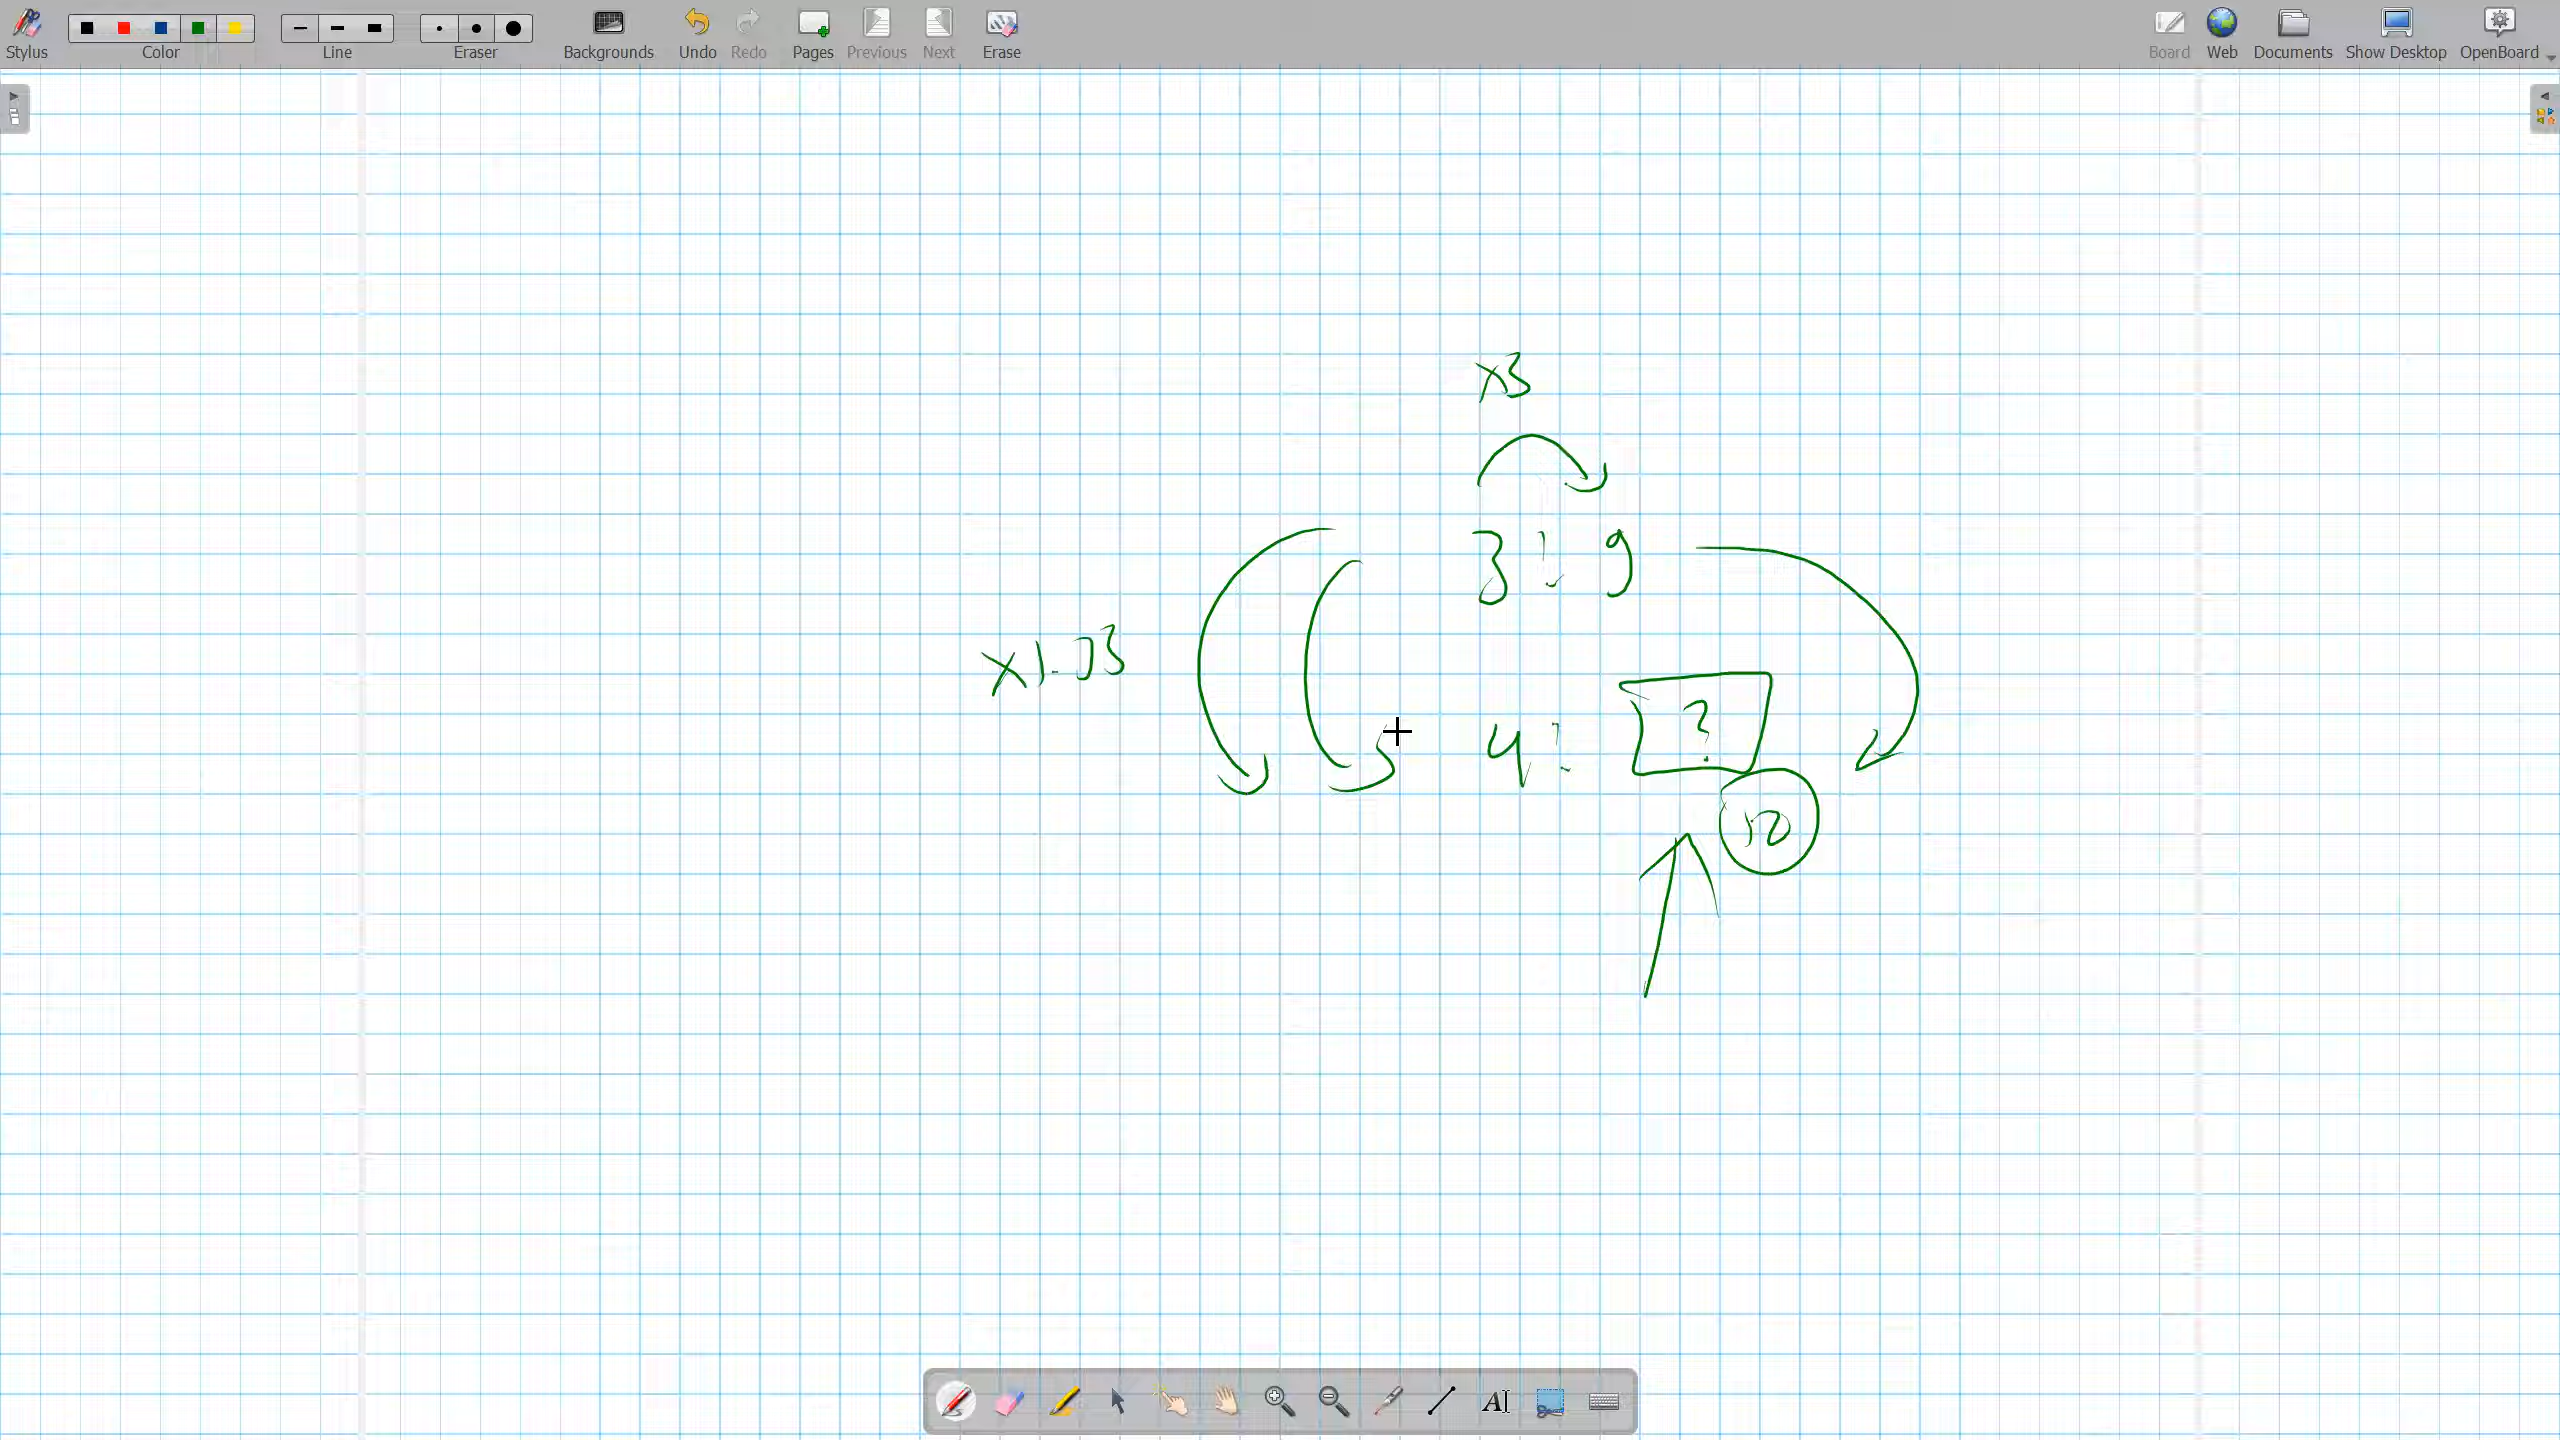 Stylus Color Line Eraser Backgrounds Undo Redo Pages Previous Next Erase Board Web Documents Show Desktop OpenBoard
x3
3 : 9
x1.33
4 : ?
12
AI